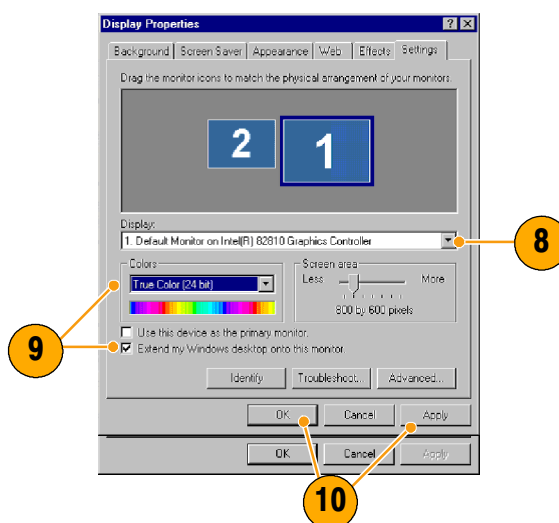 Display Properties
Background Screen Saver Appearance Web Effects Settings
Drag the monitor icons to match the physical arrangement of your monitors.
2 1
Display:
1. Default Monitor on Intel(R) 82810 Graphics Controller
8
Colors
True Color (24 bit)
Screen area
Less More
800 by 600 pixels
9
Use this device as the primary monitor.
Extend my Windows desktop onto this monitor.
Identify Troubleshoot... Advanced...
OK Cancel Apply
OK Cancel Apply
10